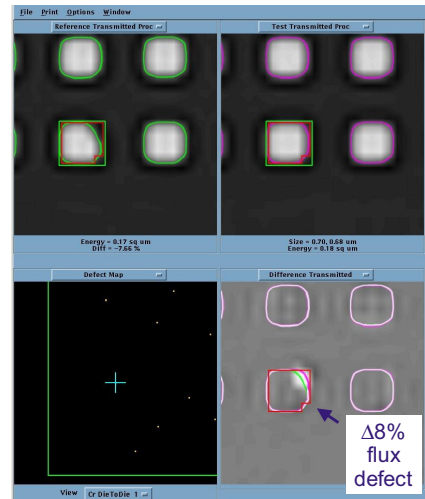 File Print Options Window
Reference Transmitted Proc
Test Transmitted Proc
Energy = 0.17 sq um
Diff = -7.66 %
Size = 0.70, 0.68 um
Energy = 0.18 sq um
Defect Map
Difference Transmitted
Δ8%
flux
defect
View Cr DieToDie 1